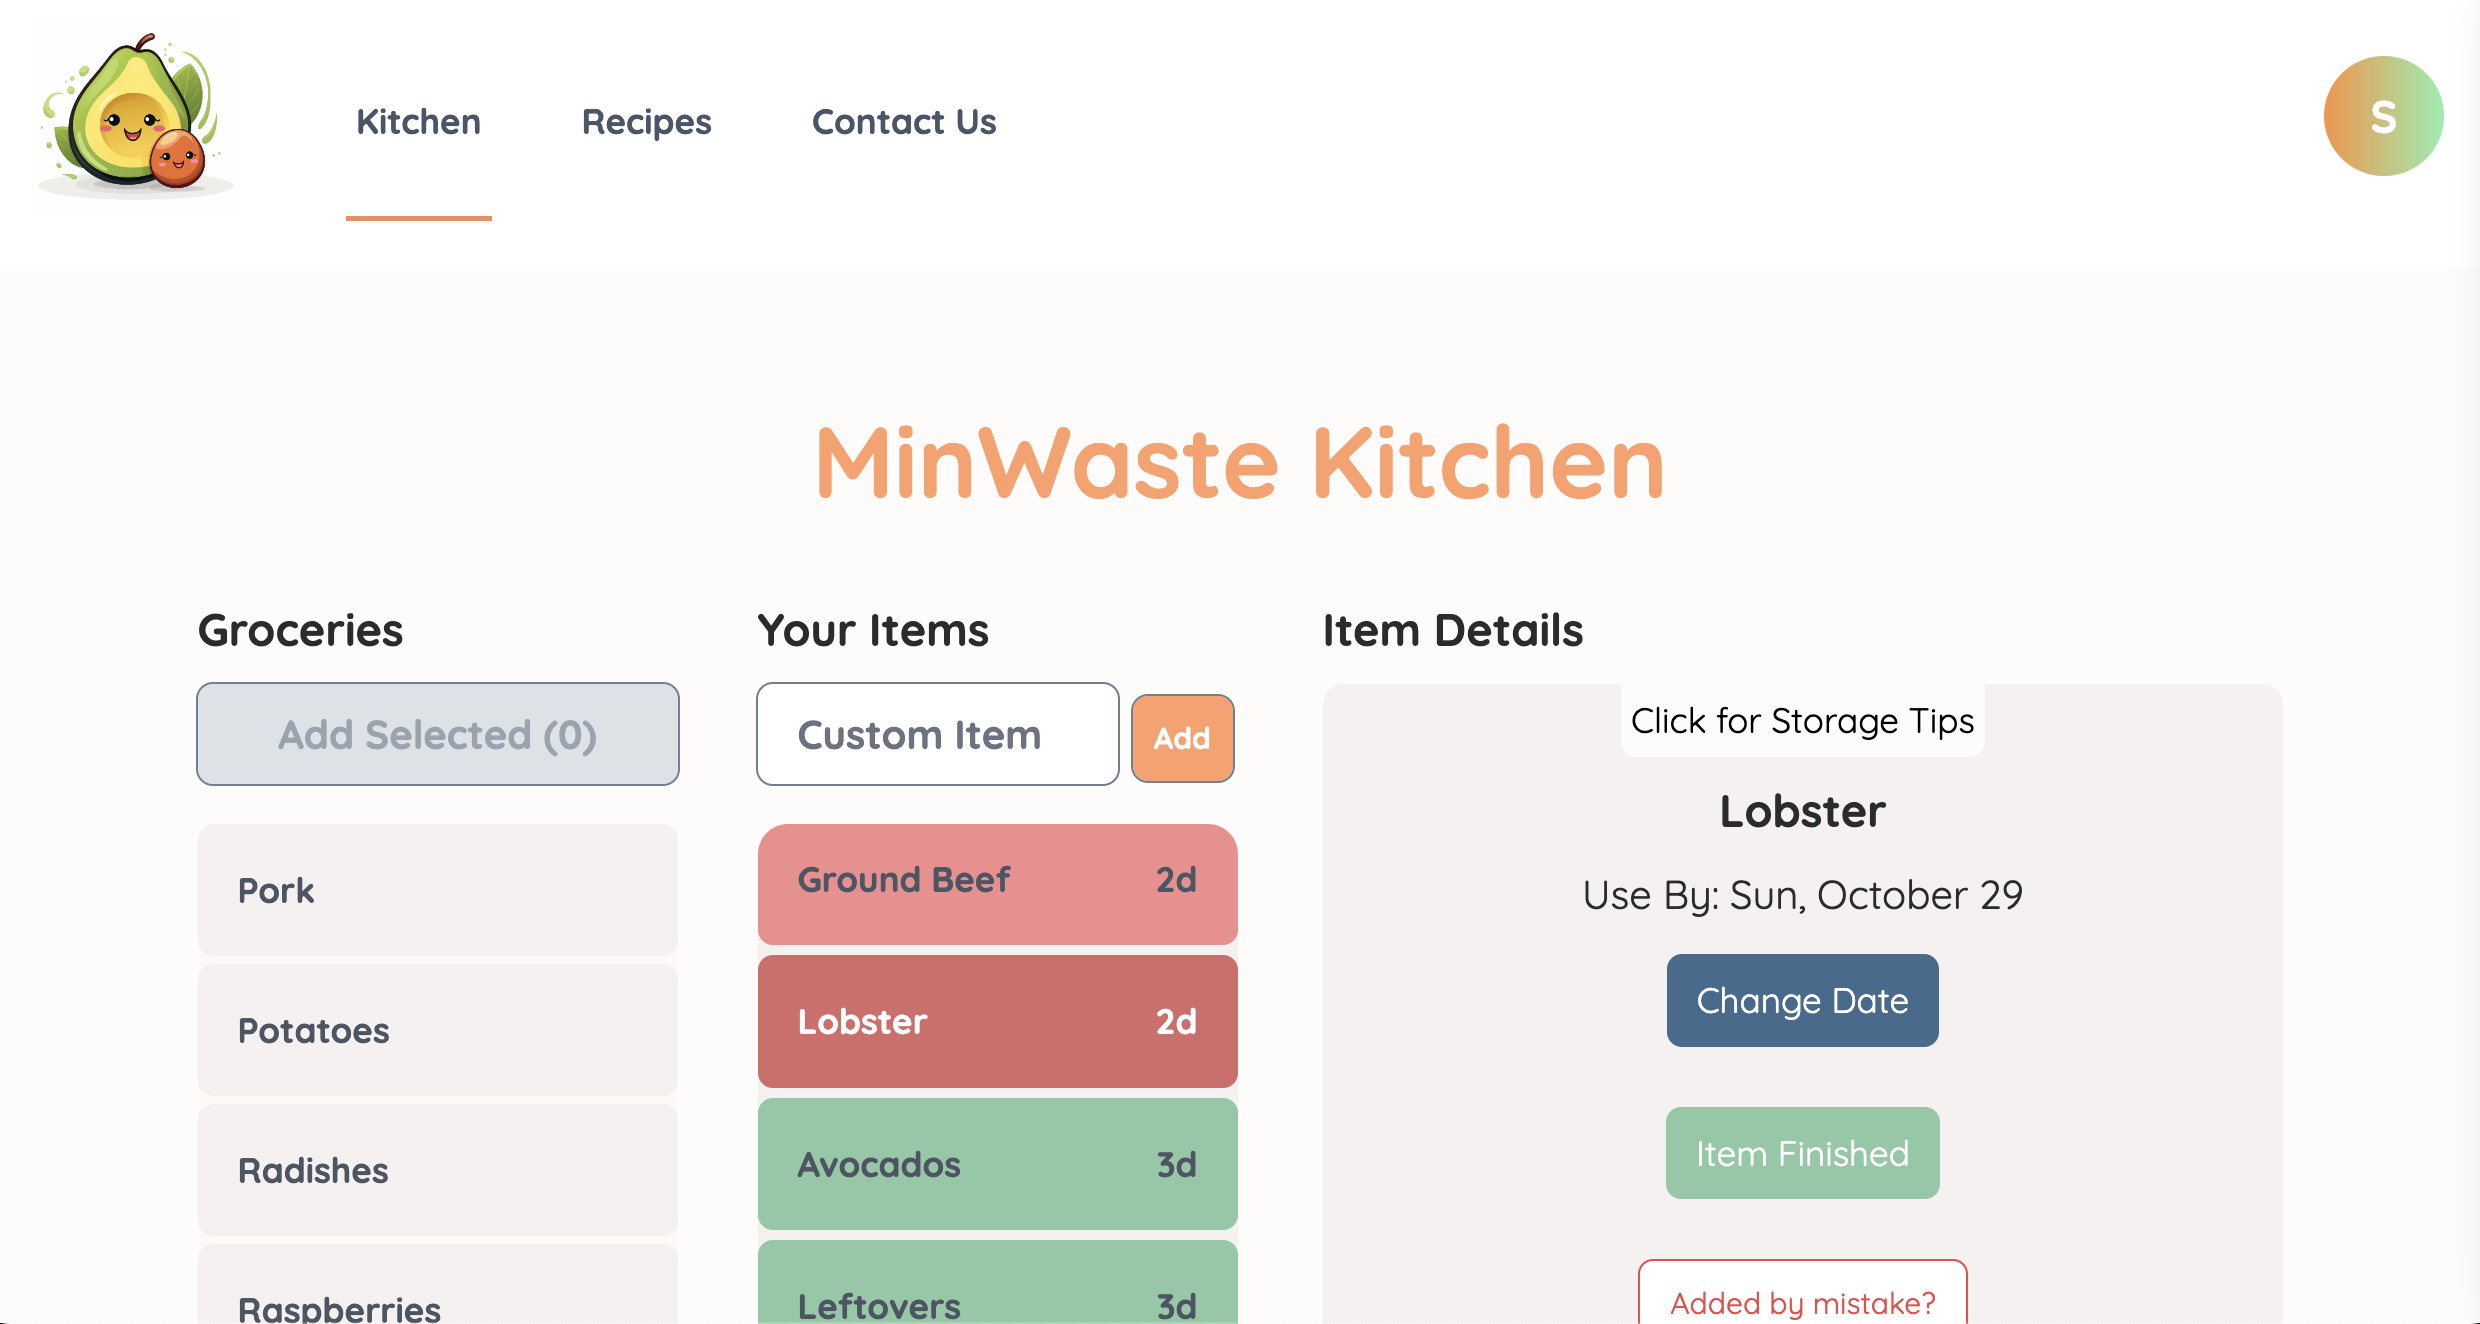 Kitchen
Recipes
Contact Us
S
MinWaste Kitchen
Groceries
Add Selected (0)
Pork
Potatoes
Radishes
Raspberries
Your Items
Custom Item
Add
Ground Beef 2d
Lobster 2d
Avocados 3d
Leftovers 3d
Item Details
Click for Storage Tips
Lobster
Use By: Sun, October 29
Change Date
Item Finished
Added by mistake?